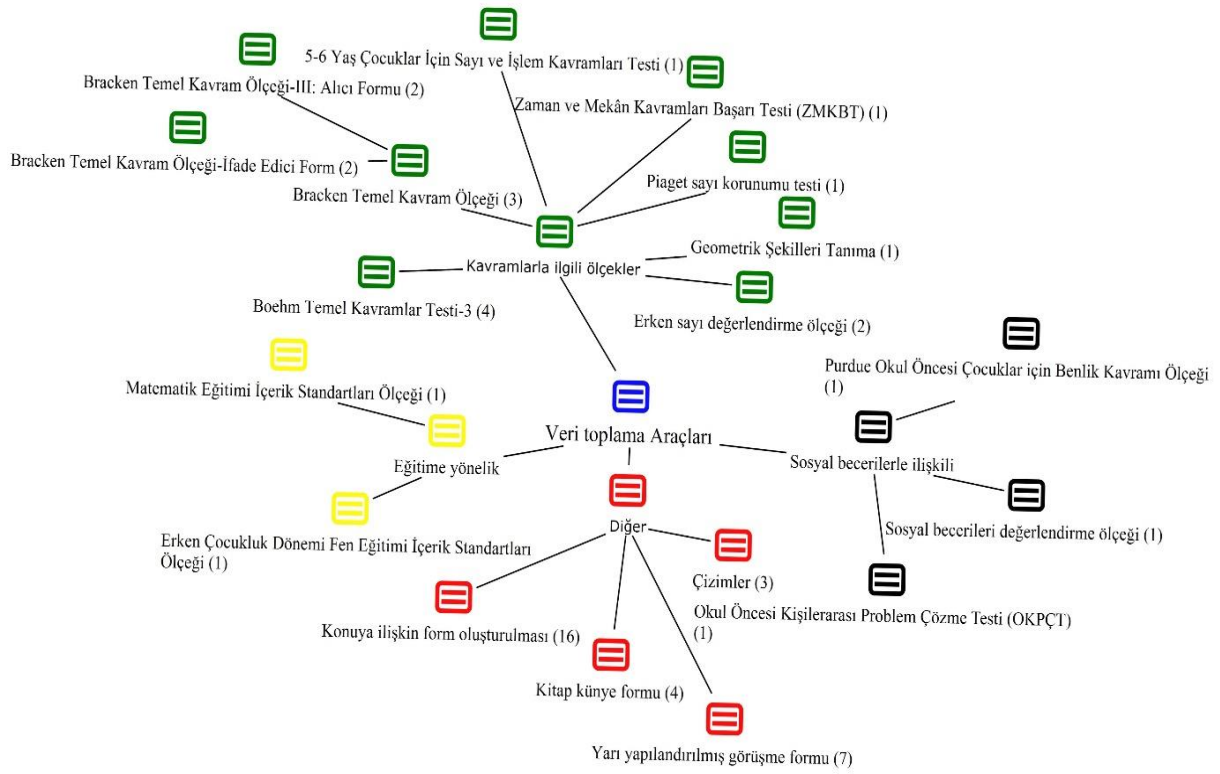 5-6 Yaş Çocuklar İçin Sayı ve İşlem Kavramları Testi (1)
Bracken Temel Kavram Ölçeği-III: Alıcı Formu (2)
Zaman ve Mekân Kavramları Başarı Testi (ZMKBT) (1)
Bracken Temel Kavram Ölçeği-İfade Edici Form (2)
Piaget sayı korunumu testi (1)
Bracken Temel Kavram Ölçeği (3)
Geometrik Şekilleri Tanıma (1)
Kavramlarla ilgili ölçekler
Boehm Temel Kavramlar Testi-3 (4)
Erken sayı değerlendirme ölçeği (2)
Purdue Okul Öncesi Çocuklar için Benlik Kavramı Ölçeği
(1)
Matematik Eğitimi İçerik Standartları Ölçeği (1)
Veri toplama Araçları
Eğitime yönelik
Sosyal becerilerle ilişkili
Diğer
Sosyal becerileri değerlendirme ölçeği (1)
Erken Çocukluk Dönemi Fen Eğitimi İçerik Standartları
Ölçeği (1)
Çizimler (3)
Okul Öncesi Kişilerarası Problem Çözme Testi (OKPÇT)
(1)
Konuya ilişkin form oluşturulması (16)
Kitap künye formu (4)
Yarı yapılandırılmış görüşme formu (7)